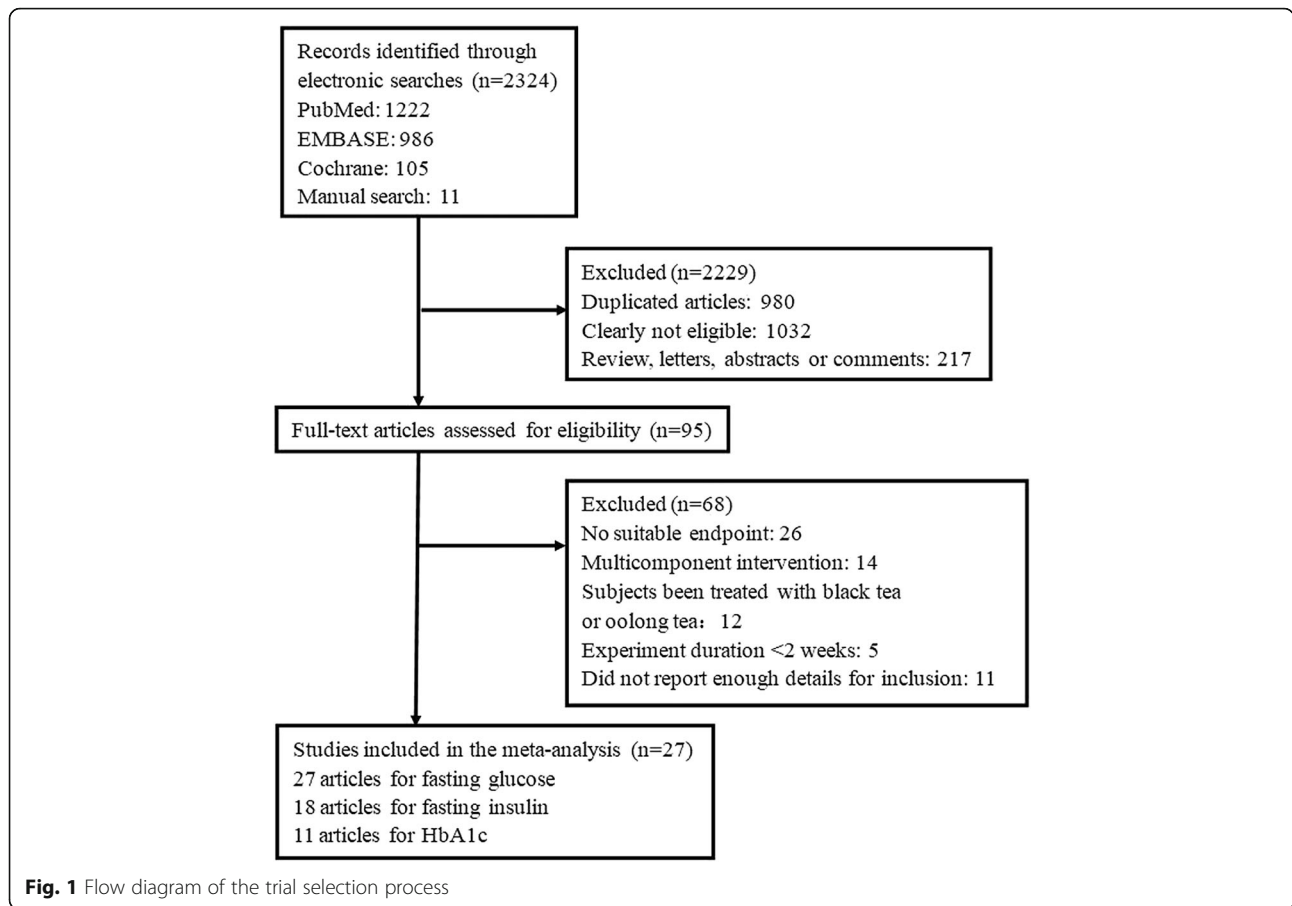 Records identified through
electronic searches (n=2324)
PubMed: 1222
EMBASE: 986
Cochrane: 105
Manual search: 11
Excluded (n=2229)
Duplicated articles: 980
Clearly not eligible: 1032
Review, letters, abstracts or comments: 217
Full-text articles assessed for eligibility (n=95)
Excluded (n=68)
No suitable endpoint: 26
Multicomponent intervention: 14
Subjects been treated with black tea
or oolong tea：12
Experiment duration <2 weeks: 5
Did not report enough details for inclusion: 11
Studies included in the meta-analysis (n=27)
27 articles for fasting glucose
18 articles for fasting insulin
11 articles for HbA1c
Fig. 1 Flow diagram of the trial selection process